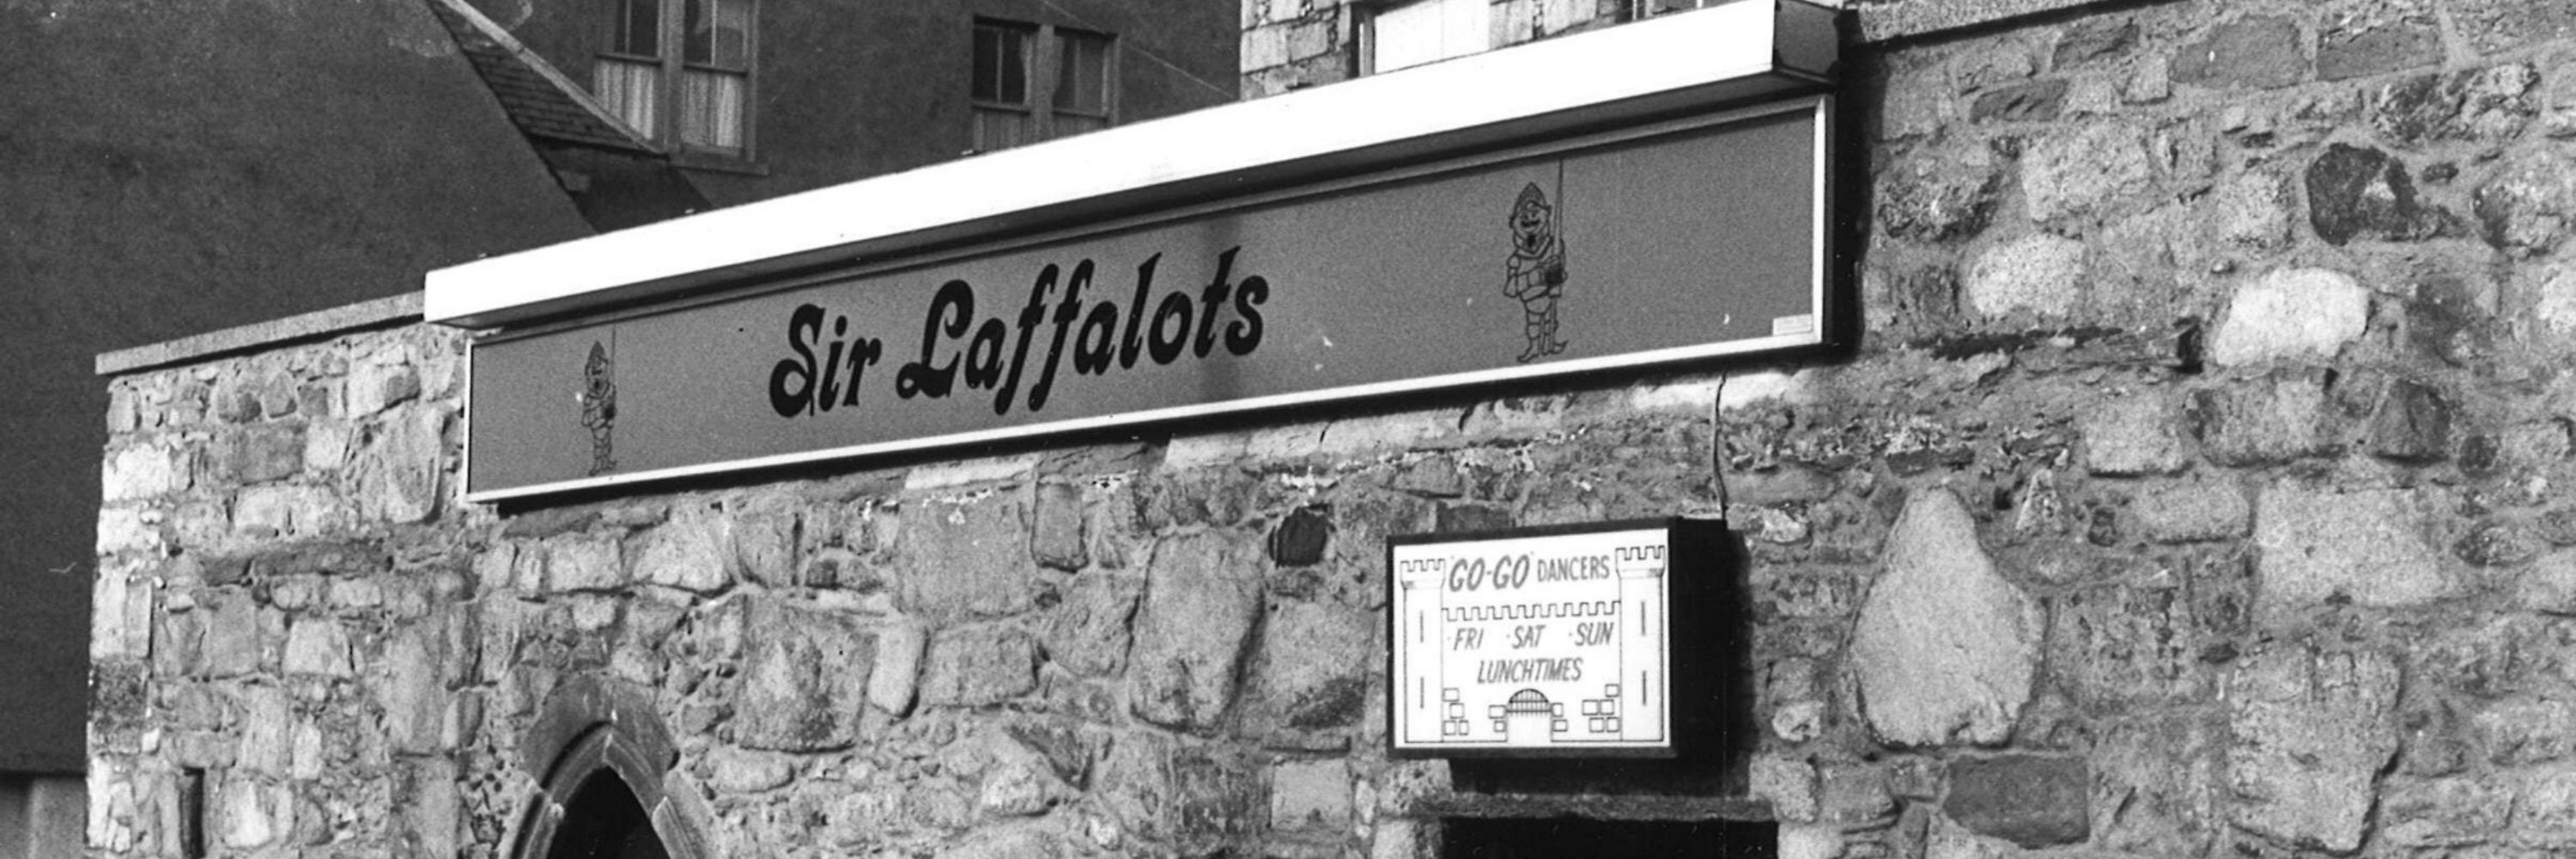 Sir Laffalots
"GO-GO" DANCERS
·FRI ·SAT ·SUN
LUNCHTIMES